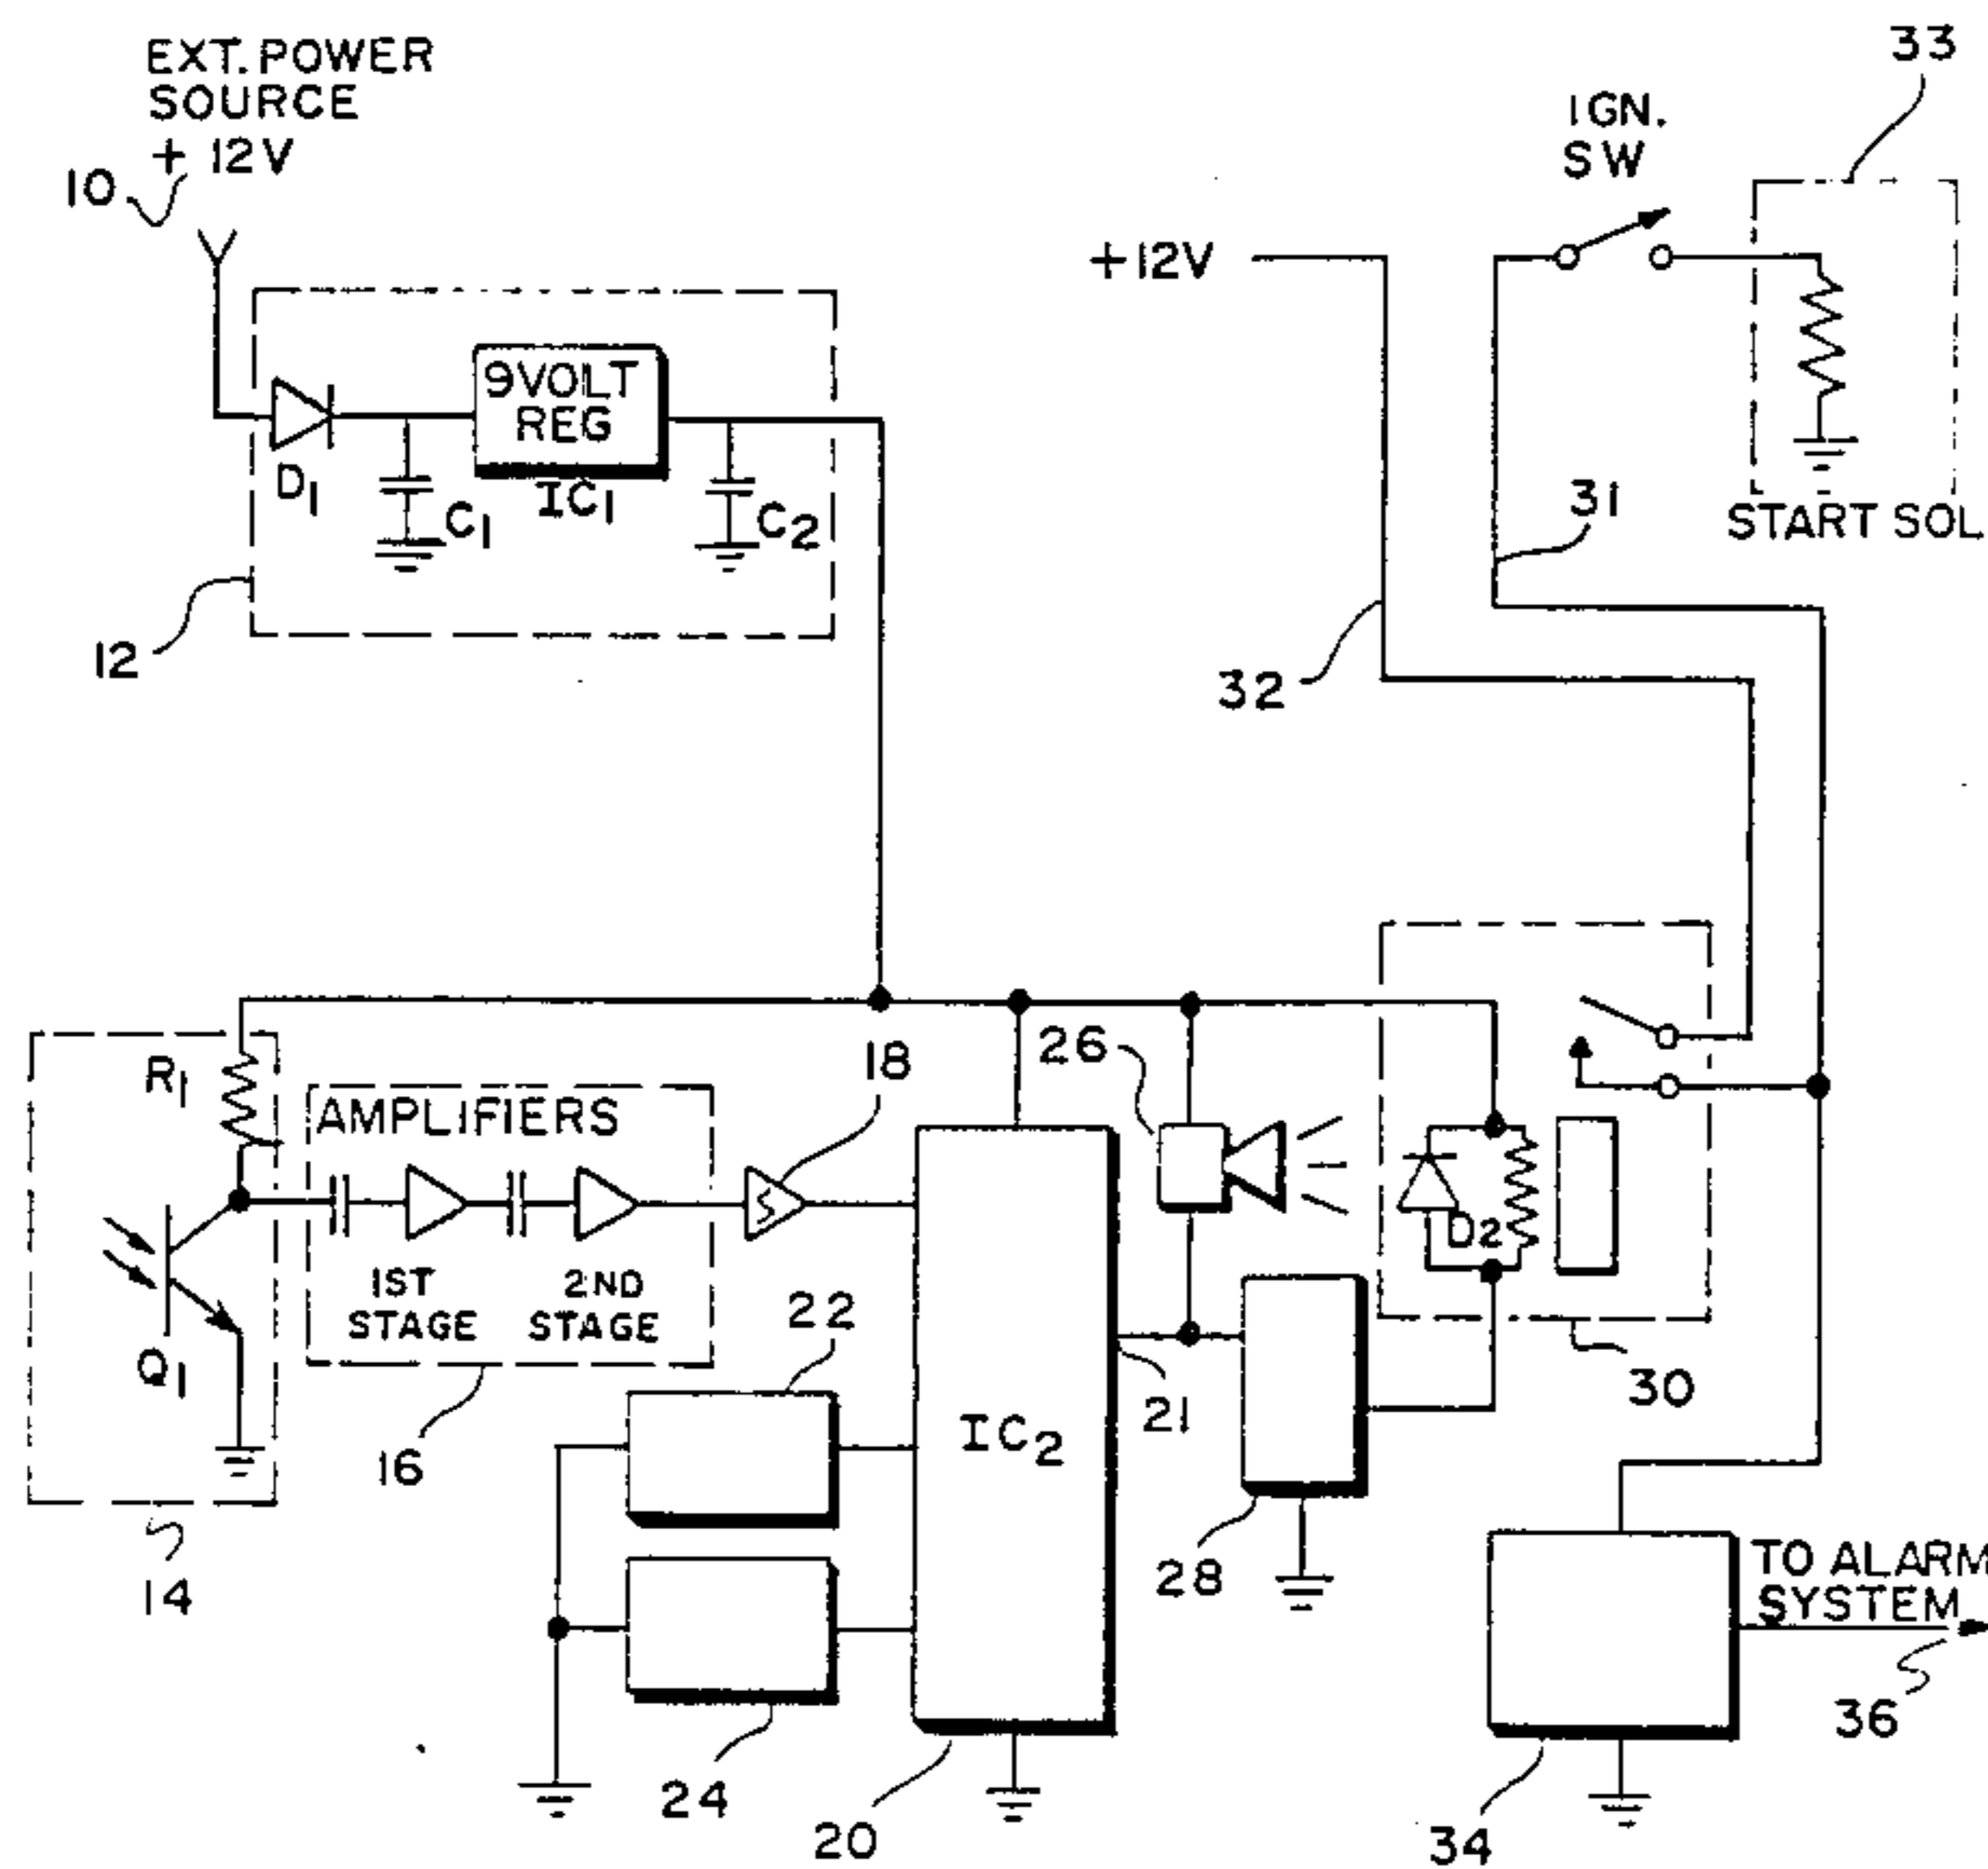 EXT. POWER
SOURCE
+ 12V
10
33
IGN.
SW
+12V
9 VOLT
REG
D1
C1
IC1
C2
12
31
START SOL
32
R1
AMPLIFIERS
18
26
1ST
STAGE
2ND
STAGE
D2
Q1
22
16
14
IC2
21
30
28
TO ALARM
SYSTEM
24
20
36
34